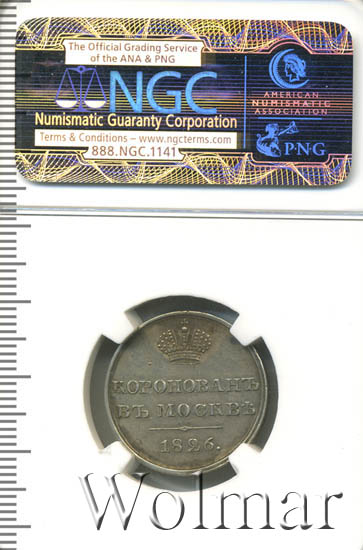 The Official Grading Service
of the ANA & PNG
NGC
Numismatic Guaranty Corporation
Terms & Conditions – www.ngcterms.com
888.NGC.1141
AMERICAN
NUMISMATIC
ASSOCIATION
PNG
КОРОНОВАНЪ
ВЪ МОСКВѢ
1826.
Wolmar